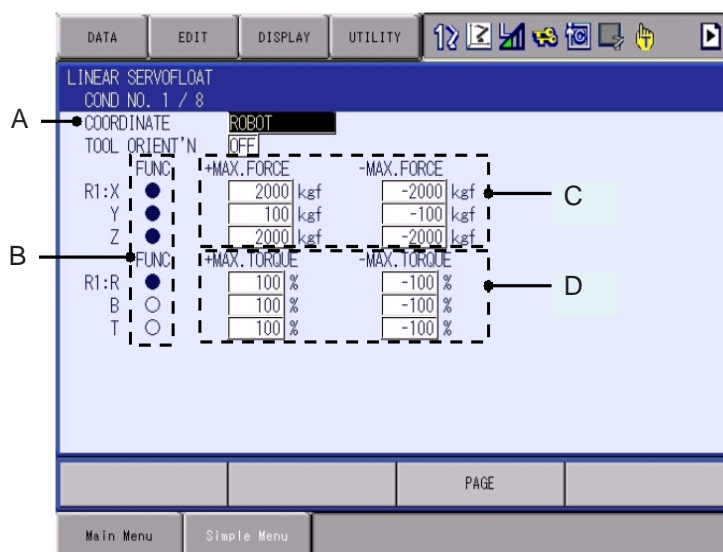 DATA EDIT DISPLAY UTILITY
LINEAR SERVOFLOAT
COND NO. 1 / 8
A COORDINATE ROBOT
TOOL ORIENT'N OFF
FUNC +MAX.FORCE -MAX.FORCE
R1:X 2000 kgf -2000 kgf C
Y 100 kgf -100 kgf
Z 2000 kgf -2000 kgf
B FUNC +MAX.TORQUE -MAX.TORQUE
R1:R 100 % -100 % D
B 100 % -100 %
T 100 % -100 %
PAGE
Main Menu Simple Menu